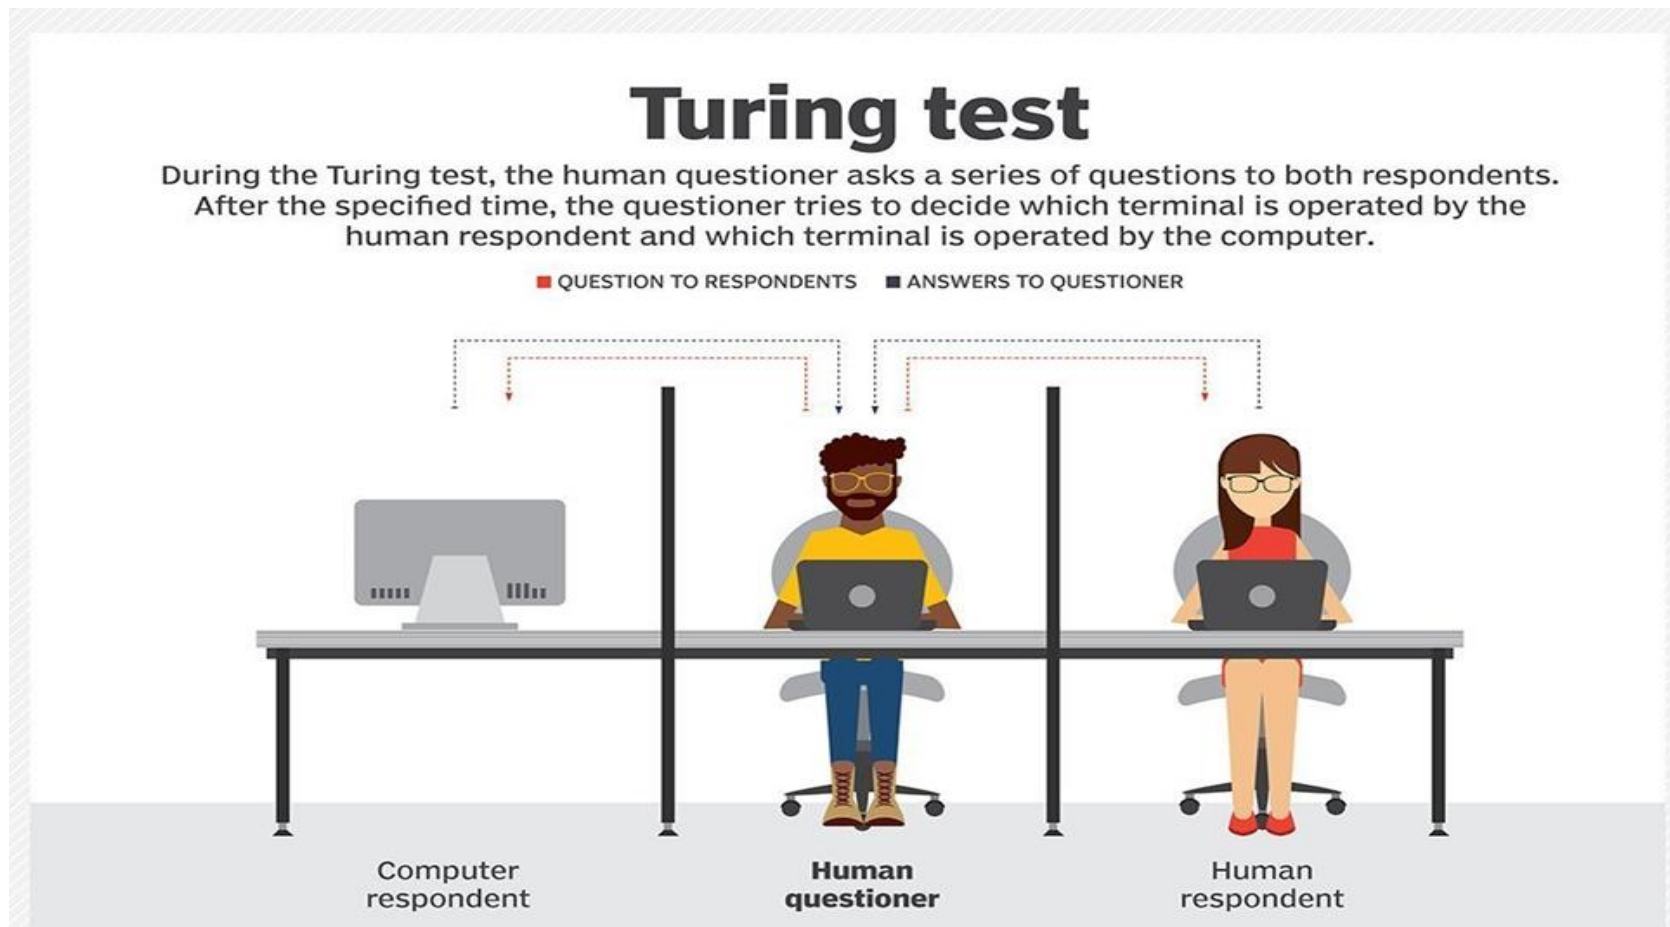 Turing test
During the Turing test, the human questioner asks a series of questions to both respondents.
After the specified time, the questioner tries to decide which terminal is operated by the
human respondent and which terminal is operated by the computer.
QUESTION TO RESPONDENTS ANSWERS TO QUESTIONER
Computer
respondent
Human
questioner
Human
respondent